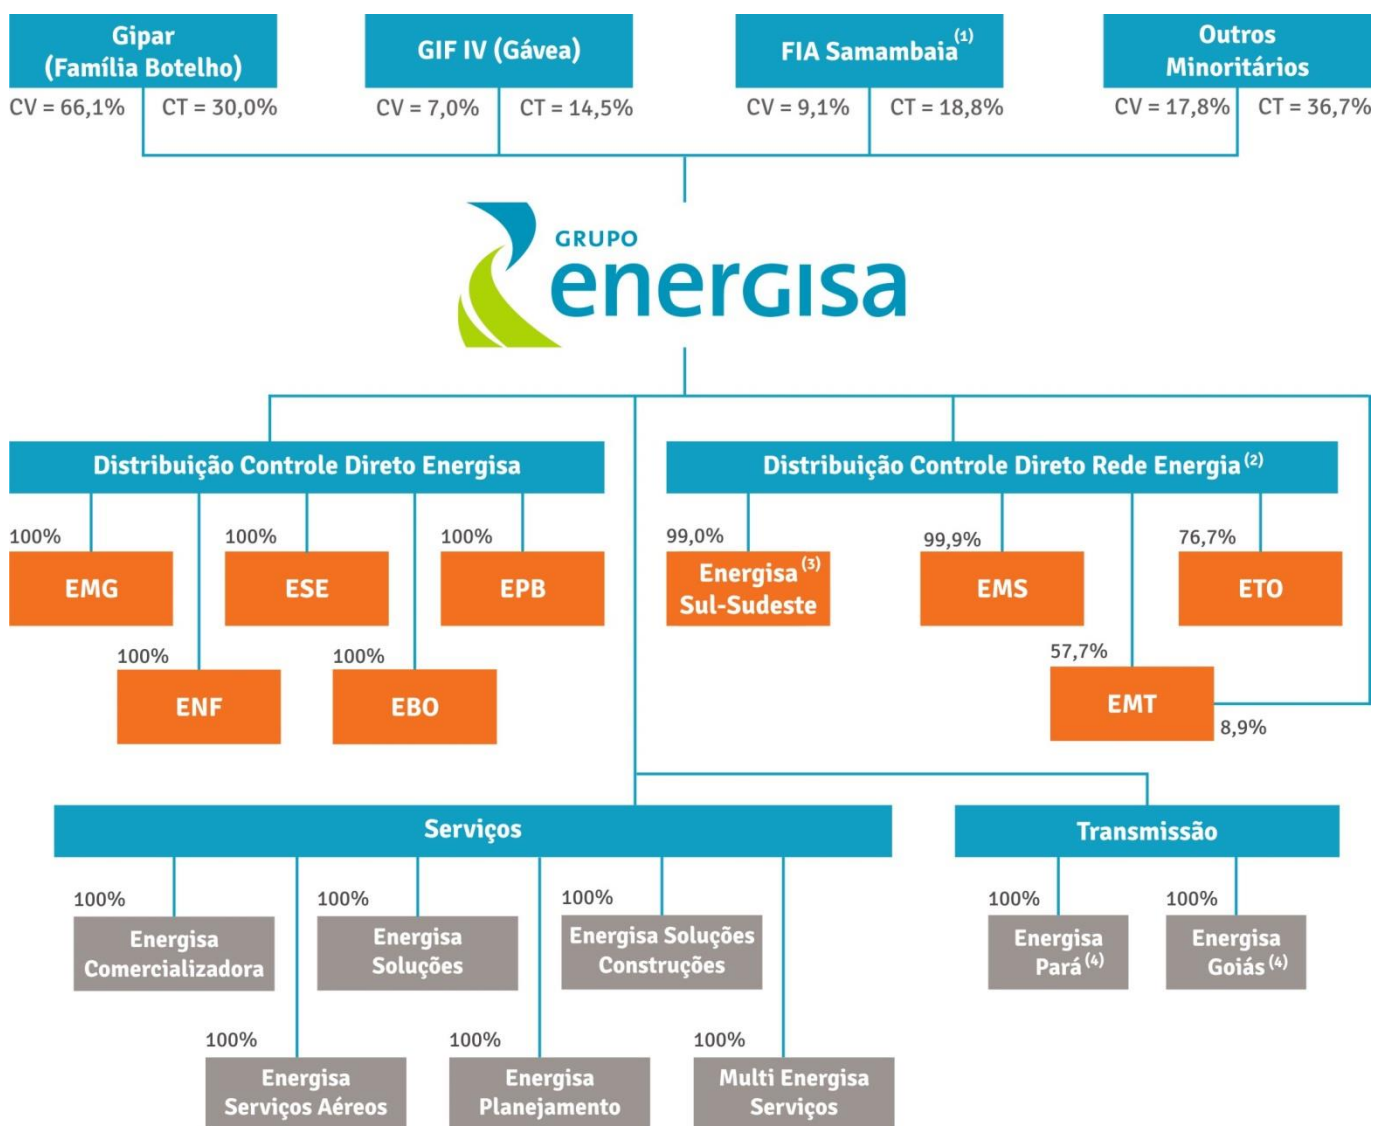 Gipar
(Família Botelho)
CV = 66,1% CT = 30,0%
GIF IV (Gávea)
CV = 7,0% CT = 14,5%
FIA Samambaia (1)
CV = 9,1% CT = 18,8%
Outros
Minoritários
CV = 17,8% CT = 36,7%
GRUPO
energisa
Distribuição Controle Direto Energisa
100%
EMG
100%
ESE
100%
EPB
100%
ENF
100%
EBO
Distribuição Controle Direto Rede Energia (2)
99,0%
Energisa (3)
Sul-Sudeste
99,9%
EMS
76,7%
ETO
57,7%
EMT
8,9%
Serviços
100%
Energisa
Comercializadora
100%
Energisa
Soluções
100%
Energisa Soluções
Construções
100%
Energisa
Serviços Aéreos
100%
Energisa
Planejamento
100%
Multi Energisa
Serviços
Transmissão
100%
Energisa
Pará (4)
100%
Energisa
Goiás (4)